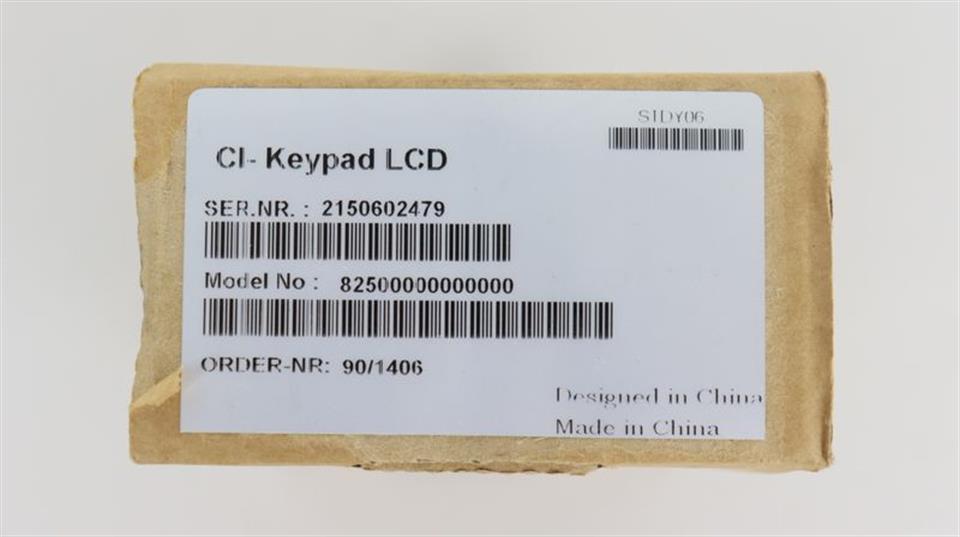 STDY06
CI- Keypad LCD
SER.NR. : 2150602479
Model No : 82500000000000
ORDER-NR: 90/1406
Designed in China
Made in China